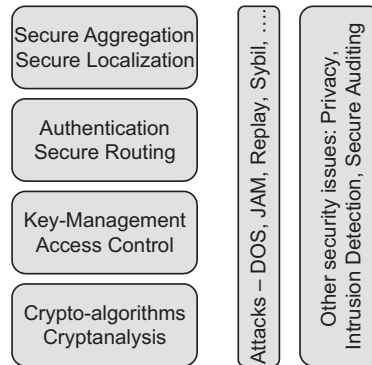 Secure Aggregation
Secure Localization
Authentication
Secure Routing
Key-Management
Access Control
Crypto-algorithms
Cryptanalysis
Attacks – DOS, JAM, Replay, Sybil, ….
Other security issues: Privacy,
Intrusion Detection, Secure Auditing